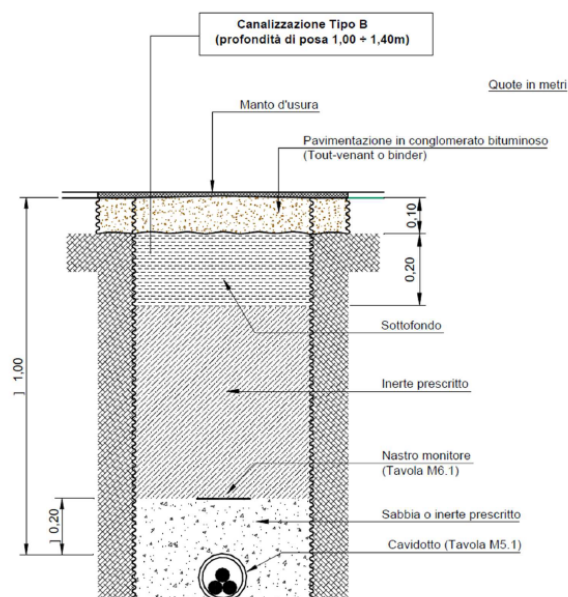 Canalizzazione Tipo B
(profondità di posa 1,00 ÷ 1,40m)
Quote in metri
Manto d'usura
Pavimentazione in conglomerato bituminoso
(Tout-venant o binder)
0,10
0,20
Sottofondo
] 1,00
Inerte prescritto
Nastro monitore
(Tavola M6.1)
] 0,20
Sabbia o inerte prescritto
Cavidotto (Tavola M5.1)